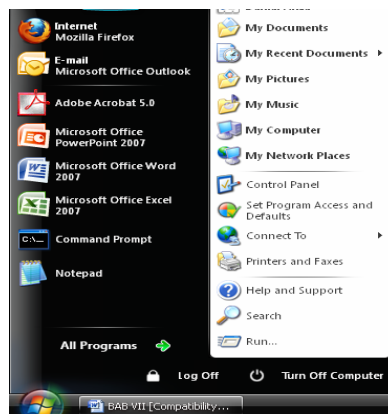 Internet
Mozilla Firefox
E-mail
Microsoft Office Outlook
Adobe Acrobat 5.0
Microsoft Office
PowerPoint 2007
Microsoft Office Word
2007
Microsoft Office Excel
2007
C:\_
Command Prompt
Notepad
All Programs
My Documents
My Recent Documents
My Pictures
My Music
My Computer
My Network Places
Control Panel
Set Program Access and
Defaults
Connect To
Printers and Faxes
Help and Support
Search
Run...
Log Off
Turn Off Computer
BAB VII [Compatibility...